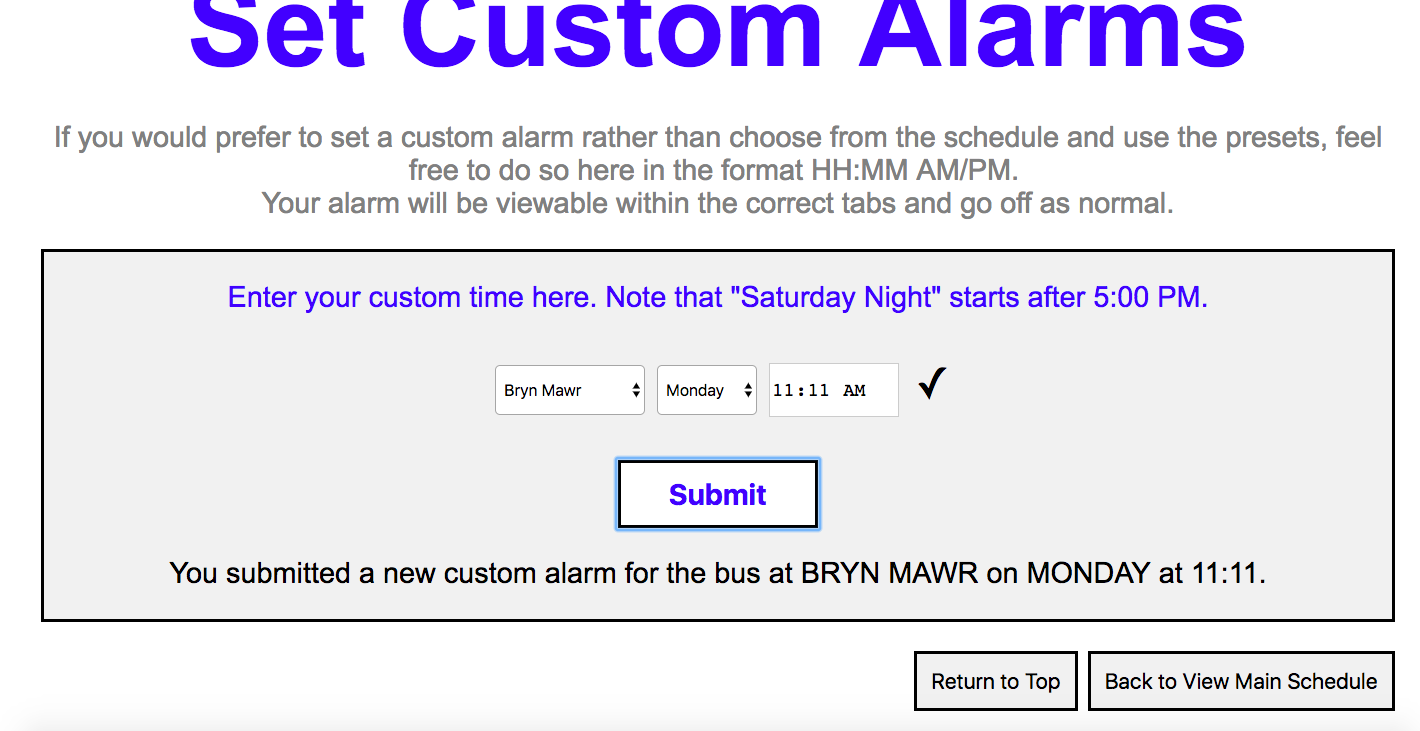 Set Custom Alarms
If you would prefer to set a custom alarm rather than choose from the schedule and use the presets, feel
free to do so here in the format HH:MM AM/PM.
Your alarm will be viewable within the correct tabs and go off as normal.
Enter your custom time here. Note that "Saturday Night" starts after 5:00 PM.
Bryn Mawr Monday 11:11 AM ✓
Submit
You submitted a new custom alarm for the bus at BRYN MAWR on MONDAY at 11:11.
Return to Top Back to View Main Schedule